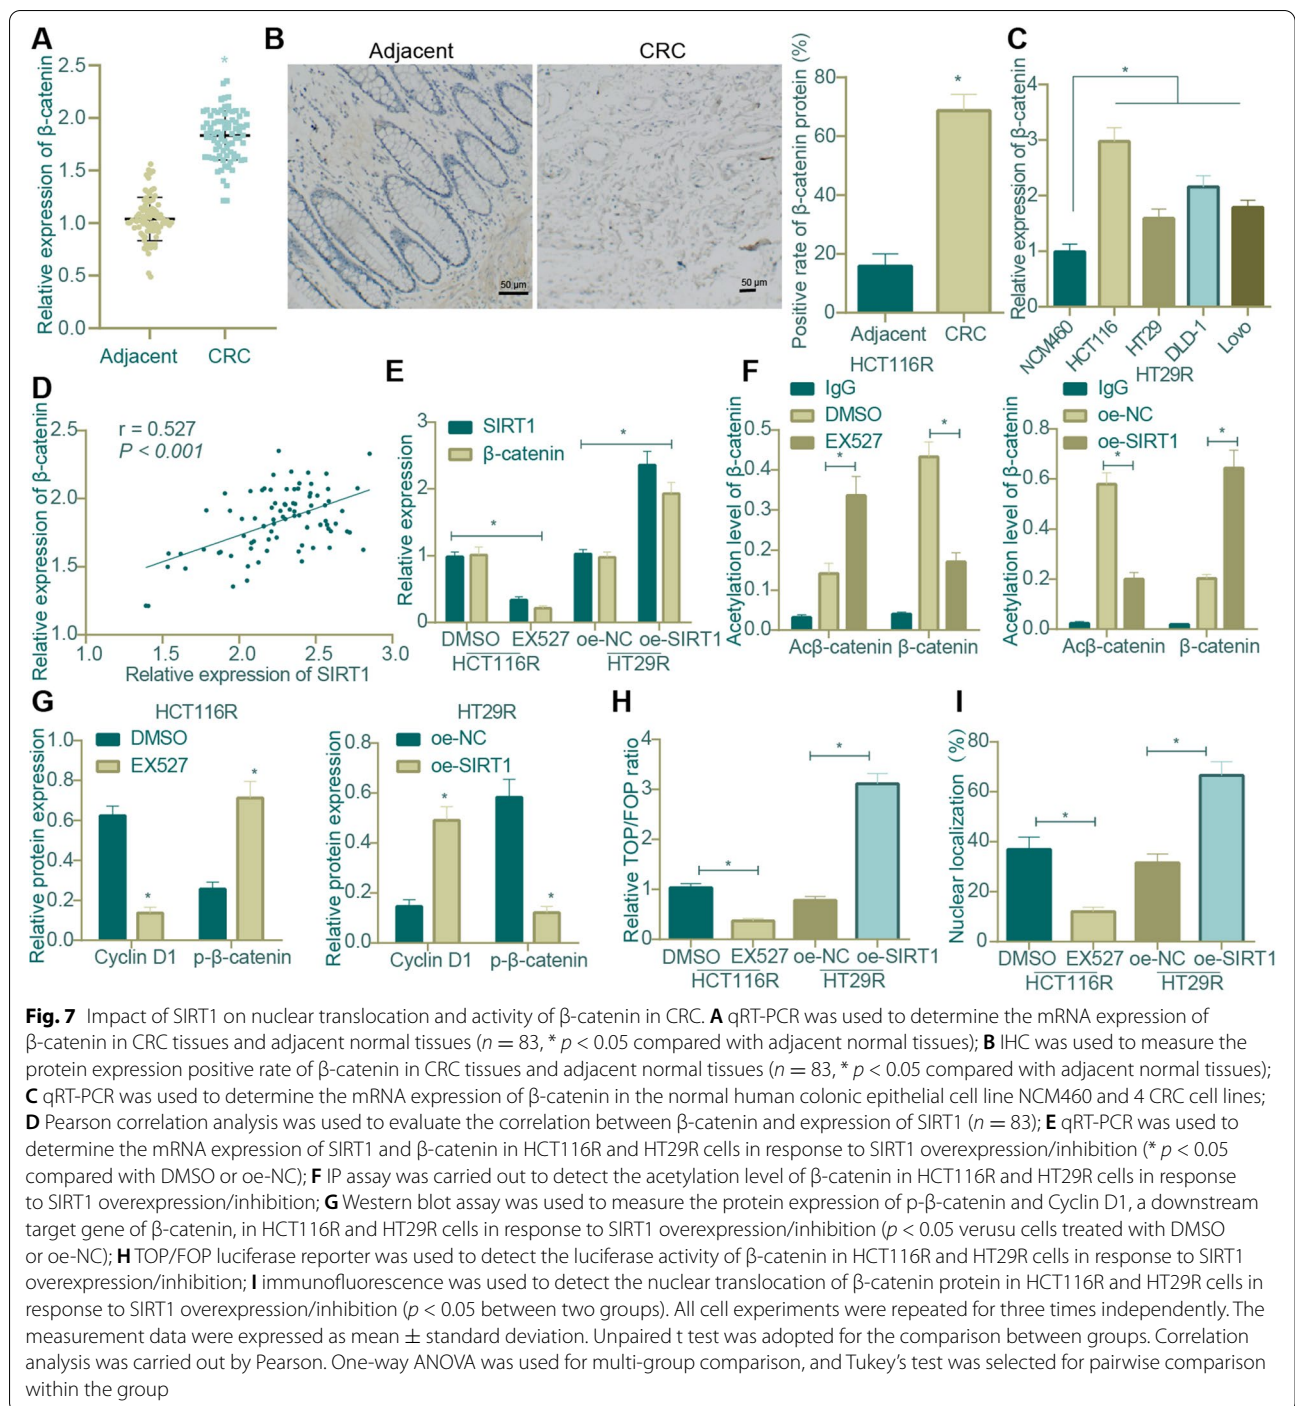 A
B
C
Adjacent
CRC
Relative expression of β-catenin
2.5
2.0
1.5
1.0
0.5
0.0
*
Adjacent
CRC
50 μm
50 μm
Positive rate of β-catenin protein (%)
80
60
40
20
0
*
Adjacent
CRC
Relative expression of β-catenin
4
3
2
1
0
*
NCM460
HCT116
HT29
DLD-1
Lovo
D
E
F
Relative expression of β-catenin
2.5
2.0
1.5
1.0
r = 0.527
P < 0.001
1.0
1.5
2.0
2.5
3.0
Relative expression of SIRT1
Relative expression
3
2
1
0
SIRT1
β-catenin
*
*
DMSO EX527 oe-NC oe-SIRT1
HCT116R HT29R
HCT116R
IgG
DMSO
EX527
Acetylation level of β-catenin
0.5
0.4
0.3
0.2
0.1
0.0
*
*
Acβ-catenin β-catenin
HT29R
IgG
oe-NC
oe-SIRT1
Acetylation level of β-catenin
0.8
0.6
0.4
0.2
0.0
*
*
Acβ-catenin β-catenin
G
H
I
HCT116R
DMSO
EX527
Relative protein expression
1.0
0.8
0.6
0.4
0.2
0.0
*
*
Cyclin D1 p-β-catenin
HT29R
oe-NC
oe-SIRT1
Relative protein expression
0.8
0.6
0.4
0.2
0.0
*
*
Cyclin D1 p-β-catenin
Relative TOP/FOP ratio
4
3
2
1
0
*
*
DMSO EX527 oe-NC oe-SIRT1
HCT116R HT29R
Nuclear localization (%)
80
60
40
20
0
*
*
DMSO EX527 oe-NC oe-SIRT1
HCT116R HT29R
Fig. 7 Impact of SIRT1 on nuclear translocation and activity of β-catenin in CRC. A qRT-PCR was used to determine the mRNA expression of
β-catenin in CRC tissues and adjacent normal tissues (n = 83, * p < 0.05 compared with adjacent normal tissues); B IHC was used to measure the
protein expression positive rate of β-catenin in CRC tissues and adjacent normal tissues (n = 83, * p < 0.05 compared with adjacent normal tissues);
C qRT-PCR was used to determine the mRNA expression of β-catenin in the normal human colonic epithelial cell line NCM460 and 4 CRC cell lines;
D Pearson correlation analysis was used to evaluate the correlation between β-catenin and expression of SIRT1 (n = 83); E qRT-PCR was used to
determine the mRNA expression of SIRT1 and β-catenin in HCT116R and HT29R cells in response to SIRT1 overexpression/inhibition (* p < 0.05
compared with DMSO or oe-NC); F IP assay was carried out to detect the acetylation level of β-catenin in HCT116R and HT29R cells in response
to SIRT1 overexpression/inhibition; G Western blot assay was used to measure the protein expression of p-β-catenin and Cyclin D1, a downstream
target gene of β-catenin, in HCT116R and HT29R cells in response to SIRT1 overexpression/inhibition (p < 0.05 verusu cells treated with DMSO
or oe-NC); H TOP/FOP luciferase reporter was used to detect the luciferase activity of β-catenin in HCT116R and HT29R cells in response to SIRT1
overexpression/inhibition; I immunofluorescence was used to detect the nuclear translocation of β-catenin protein in HCT116R and HT29R cells in
response to SIRT1 overexpression/inhibition (p < 0.05 between two groups). All cell experiments were repeated for three times independently. The
measurement data were expressed as mean ± standard deviation. Unpaired t test was adopted for the comparison between groups. Correlation
analysis was carried out by Pearson. One-way ANOVA was used for multi-group comparison, and Tukey's test was selected for pairwise comparison
within the group